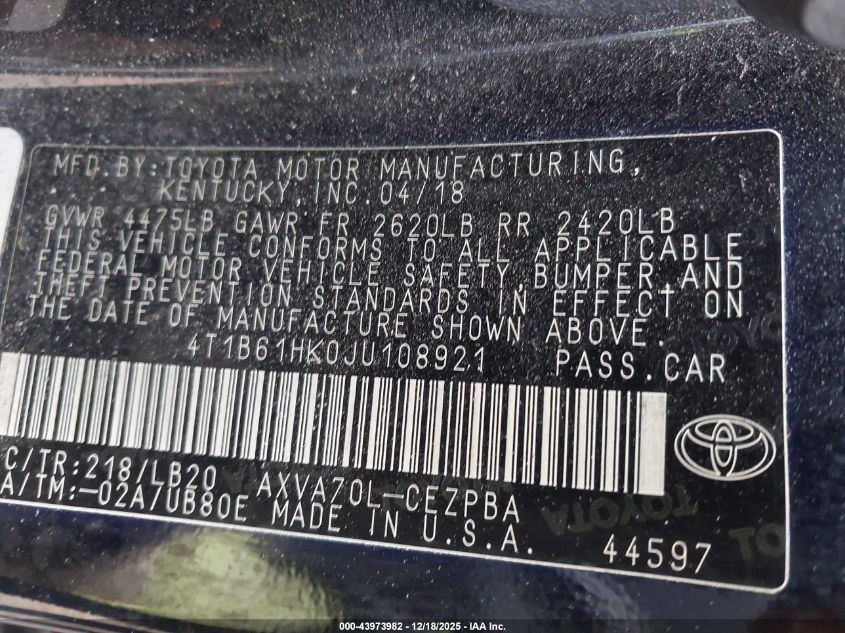 MFD.BY:TOYOTA MOTOR MANUFACTURING,
KENTUCKY,INC.04/18
GVWR 4475LB GAWR FR 2620LB RR 2420LB
THIS VEHICLE CONFORMS TO ALL APPLICABLE
FEDERAL MOTOR VEHICLE SAFETY,BUMPER,AND
THEFT PREVENTION STANDARDS IN EFFECT ON
THE DATE OF MANUFACTURE SHOWN ABOVE.
4T1B61HK0JU108921 PASS.CAR
C/TR:218/LB20 AXVA70L-CEZPBA
A/TM:-02A/UB80E MADE IN U.S.A.
44597
TOYOTA
000-43973982 - 12/18/2025 - IAA Inc.